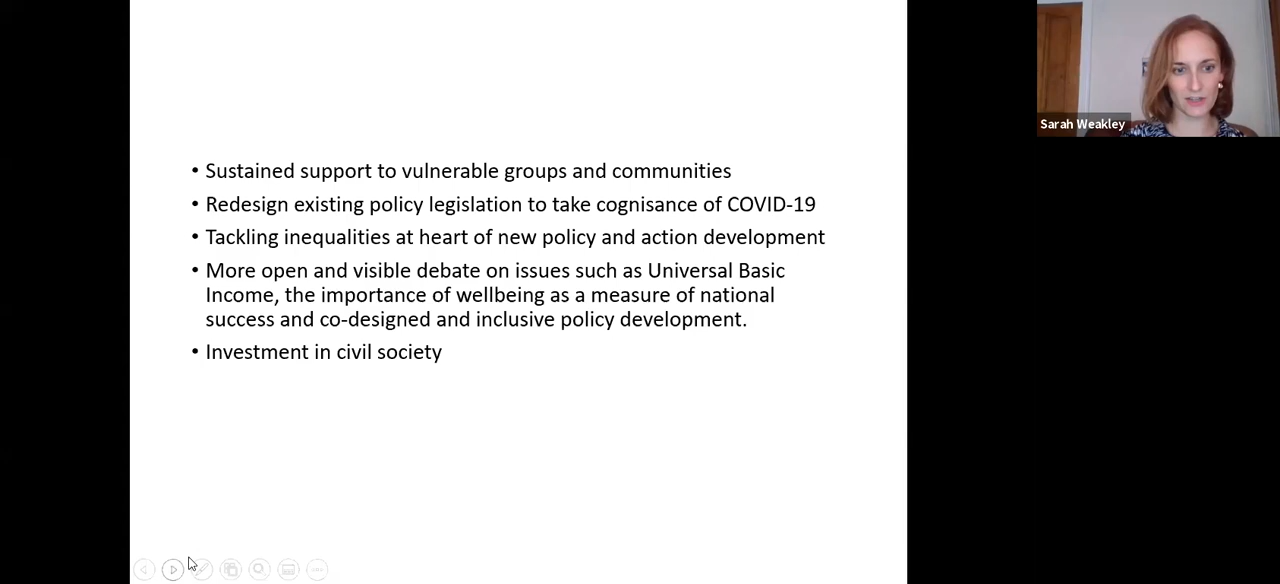 • Sustained support to vulnerable groups and communities
• Redesign existing policy legislation to take cognisance of COVID-19
• Tackling inequalities at heart of new policy and action development
• More open and visible debate on issues such as Universal Basic
Income, the importance of wellbeing as a measure of national
success and co-designed and inclusive policy development.
• Investment in civil society
Sarah Weakley